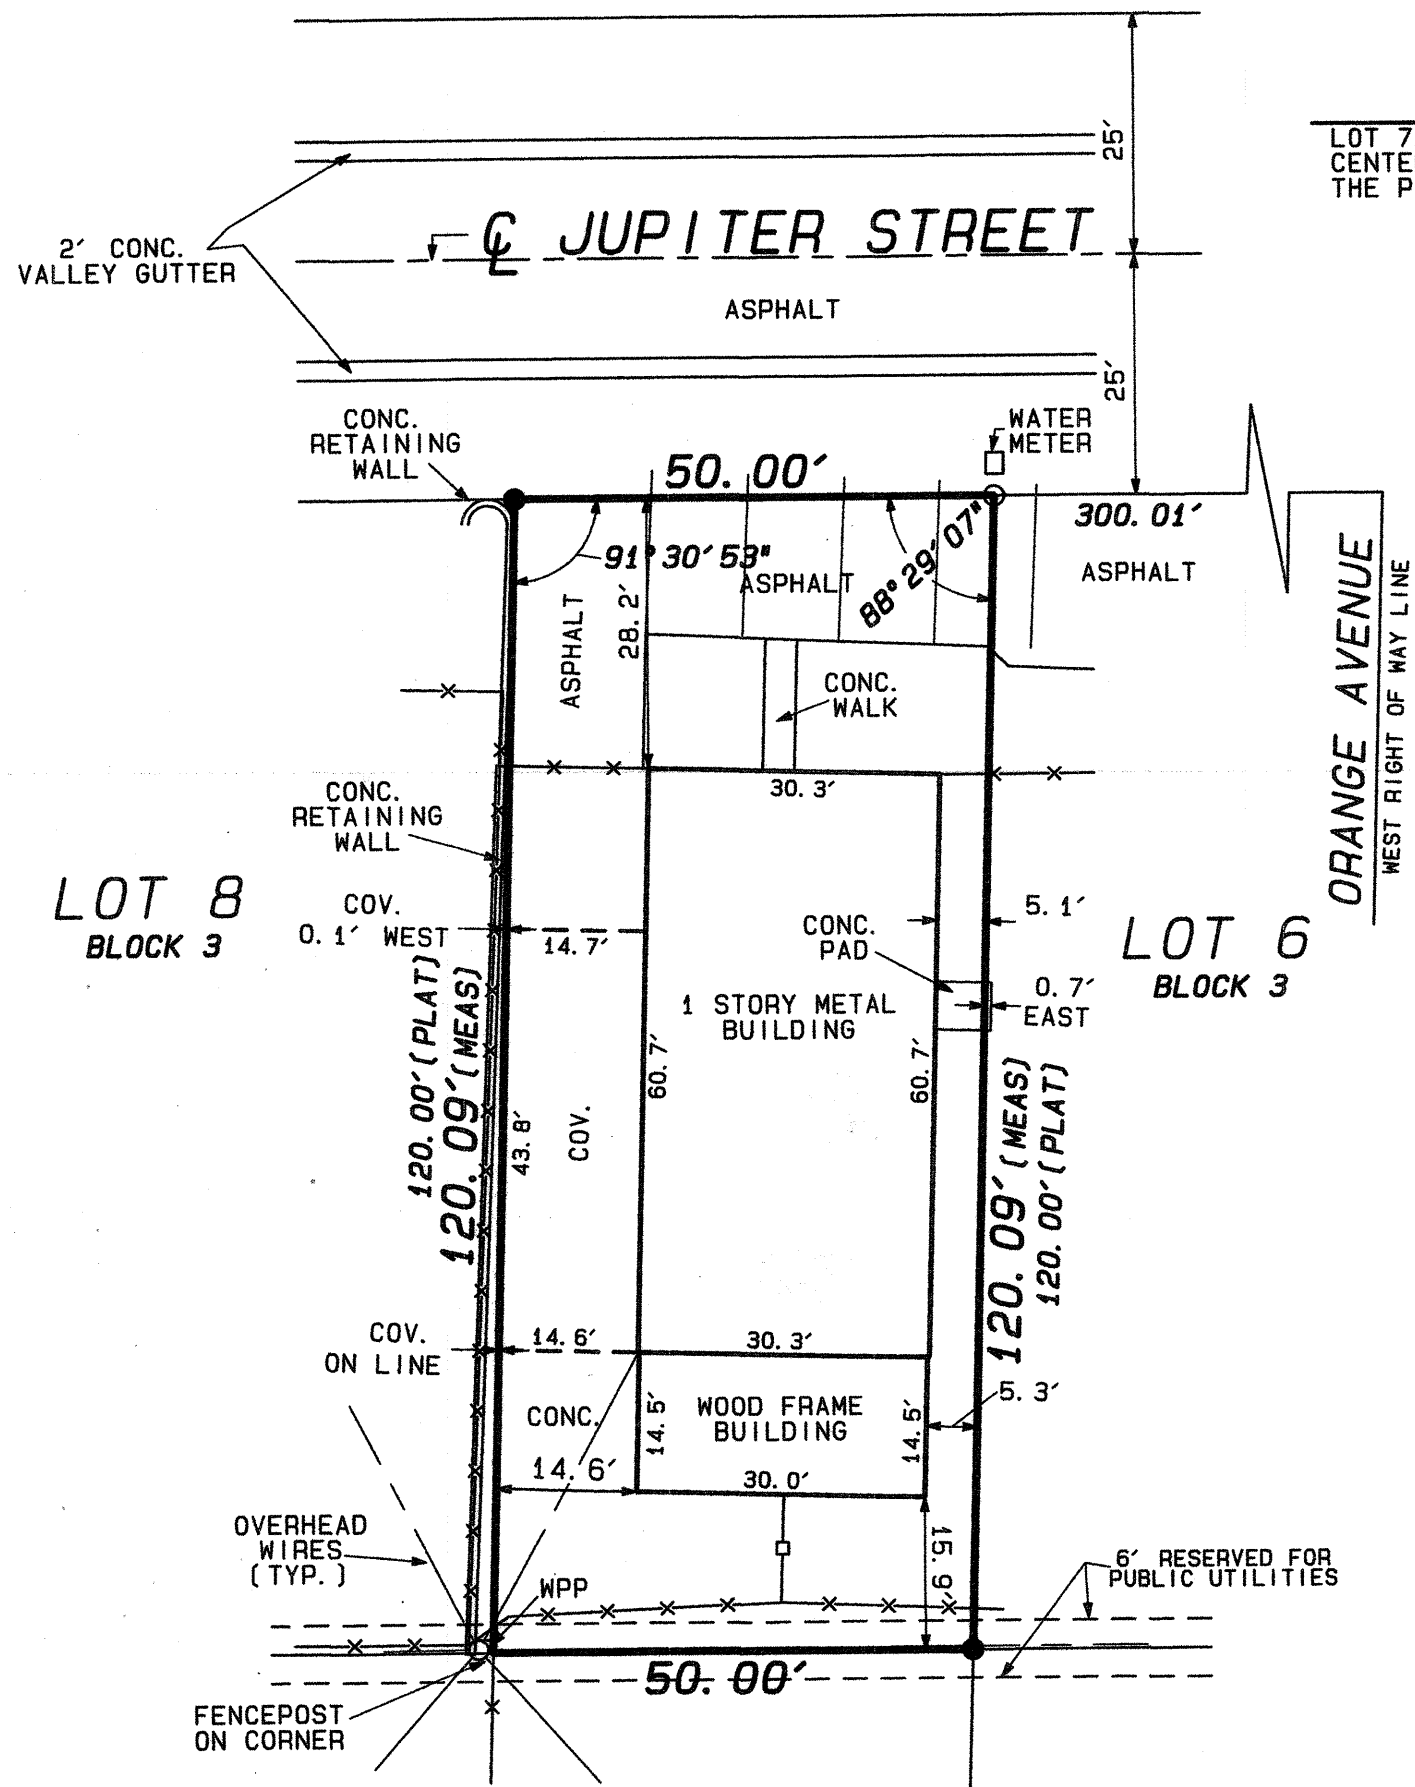 25'
LOT 7
CENTE
THE P
2' CONC.
VALLEY GUTTER
℄ JUPITER STREET
ASPHALT
25'
CONC.
RETAINING
WALL
WATER
METER
50.00'
300.01'
91°30'53"
88°29'07"
ASPHALT
ASPHALT
ASPHALT
28.2'
CONC.
WALK
ORANGE AVENUE
WEST RIGHT OF WAY LINE
30.3'
CONC.
RETAINING
WALL
LOT 8
BLOCK 3
COV.
0.1' WEST
14.7'
CONC.
PAD
5.1'
LOT 6
BLOCK 3
0.7'
EAST
1 STORY METAL
BUILDING
120.00'(PLAT)
120.09'(MEAS)
43.8'
COV.
60.7'
60.7'
120.09'(MEAS)
120.00'(PLAT)
COV.
ON LINE
14.6'
30.3'
5.3'
CONC.
14.5'
WOOD FRAME
BUILDING
14.5'
14.6'
30.0'
OVERHEAD
WIRES
(TYP.)
15.9'
WPP
6' RESERVED FOR
PUBLIC UTILITIES
50.00'
FENCEPOST
ON CORNER